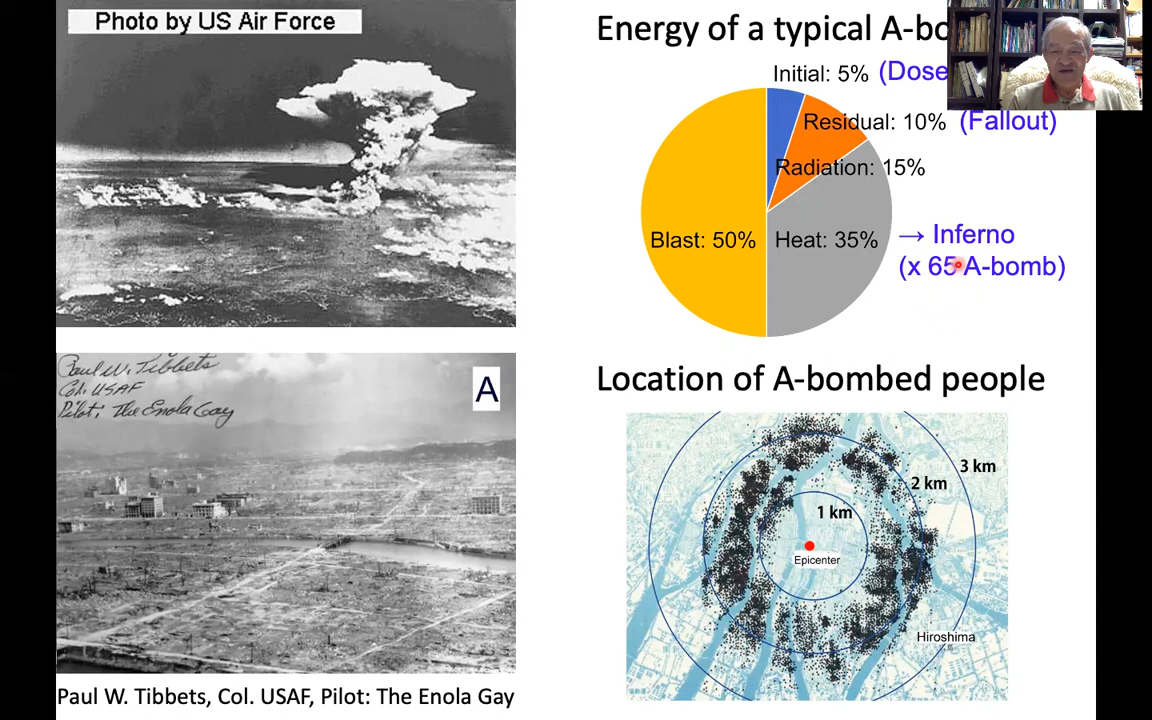 Photo by US Air Force
Paul W. Tibbets
Col. USAF
Pilot: The Enola Gay
A
Paul W. Tibbets, Col. USAF, Pilot: The Enola Gay
Energy of a typical A-bo
Initial: 5% (Dose
Residual: 10% (Fallout)
Radiation: 15%
Blast: 50%
Heat: 35%
→ Inferno
(x 65 A-bomb)
Location of A-bombed people
3 km
2 km
1 km
Epicenter
Hiroshima